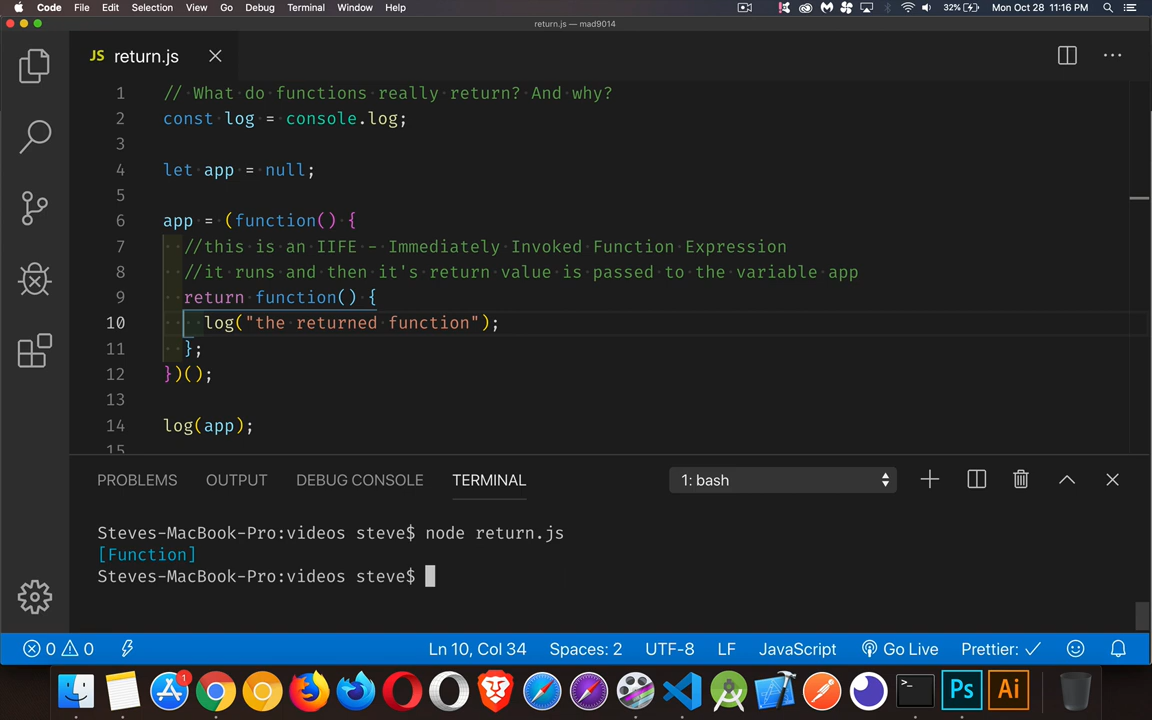 Code File Edit Selection View Go Debug Terminal Window Help 32% Mon Oct 28 11:16 PM
return.js — mad9014
JS return.js
1 // What do functions really return? And why?
2 const log = console.log;
3
4 let app = null;
5
6 app = (function() {
7 //this is an IIFE - Immediately Invoked Function Expression
8 //it runs and then it's return value is passed to the variable app
9 return function() {
10 log("the returned function");
11 };
12 })();
13
14 log(app);
15
PROBLEMS OUTPUT DEBUG CONSOLE TERMINAL 1: bash
Steves-MacBook-Pro:videos steve$ node return.js
[Function]
Steves-MacBook-Pro:videos steve$
0 0 Ln 10, Col 34 Spaces: 2 UTF-8 LF JavaScript Go Live Prettier: ✓
1 >_ Ps Ai